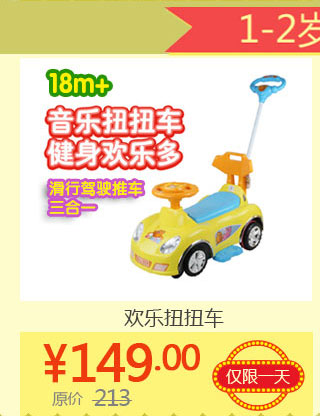 1-2岁
18m+
音乐扭扭车
健身欢乐多
滑行驾驶推车
三合一
欢乐扭扭车
¥149.00
仅限一天
原价 213